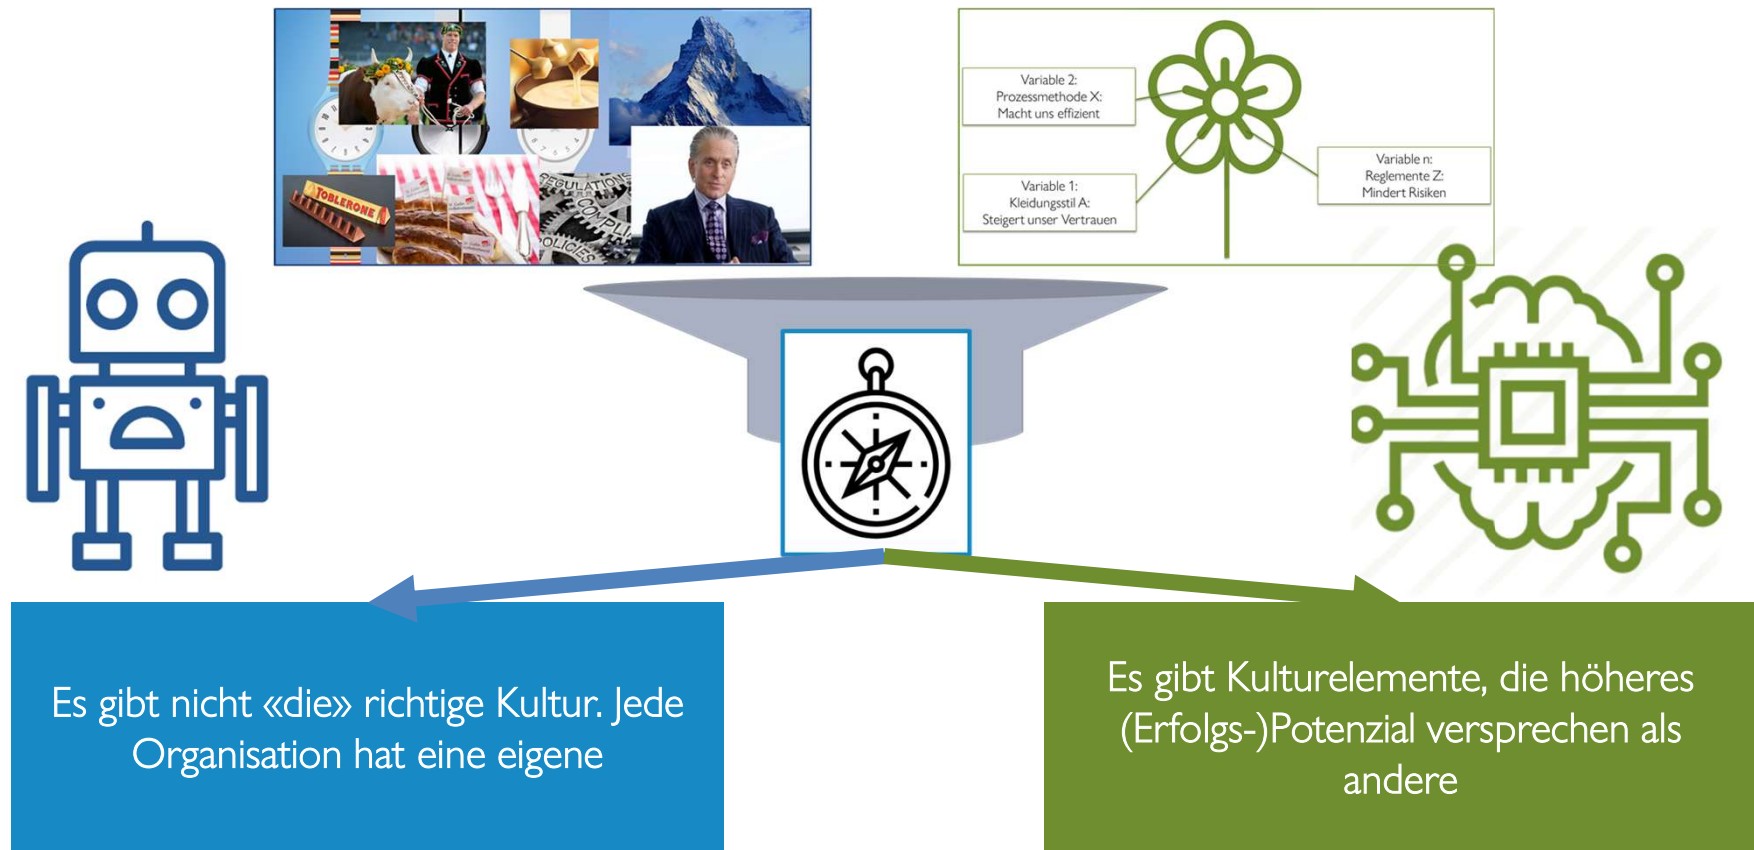 TOBLERONE
REGULATIONS
POLICIES
Variable 2:
Prozessmethode X:
Macht uns effizient
Variable 1:
Kleidungsstil A:
Steigert unser Vertrauen
Variable n:
Reglemente Z:
Mindert Risiken
Es gibt nicht «die» richtige Kultur. Jede
Organisation hat eine eigene
Es gibt Kulturelemente, die höheres
(Erfolgs-)Potenzial versprechen als
andere